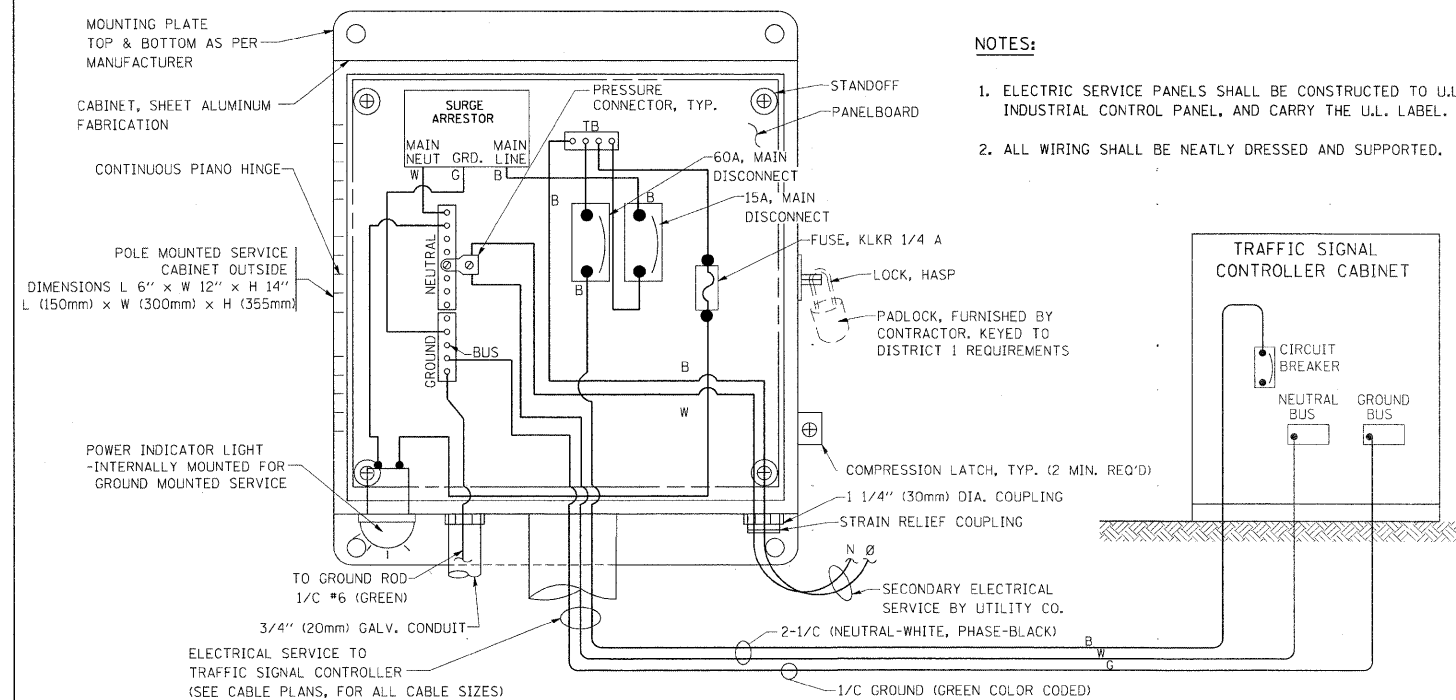 MOUNTING PLATE
TOP & BOTTOM AS PER
MANUFACTURER
CABINET, SHEET ALUMINUM
FABRICATION
CONTINUOUS PIANO HINGE
POLE MOUNTED SERVICE
CABINET OUTSIDE
DIMENSIONS L 6" x W 12" x H 14"
L (150mm) x W (300mm) x H (355mm)
POWER INDICATOR LIGHT
-INTERNALLY MOUNTED FOR
GROUND MOUNTED SERVICE
SURGE
ARRESTOR
MAIN
NEUT
GRD.
MAIN
LINE
W
G
B
PRESSURE
CONNECTOR, TYP.
TB
STANDOFF
PANELBOARD
60A, MAIN
DISCONNECT
15A, MAIN
DISCONNECT
B
B
B
FUSE, KLKR 1/4 A
LOCK, HASP
PADLOCK, FURNISHED BY
CONTRACTOR. KEYED TO
DISTRICT 1 REQUIREMENTS
NEUTRAL
GROUND
BUS
B
W
COMPRESSION LATCH, TYP. (2 MIN. REQ'D)
1 1/4" (30mm) DIA. COUPLING
STRAIN RELIEF COUPLING
N Ø
SECONDARY ELECTRICAL
SERVICE BY UTILITY CO.
TO GROUND ROD
1/C #6 (GREEN)
3/4" (20mm) GALV. CONDUIT
ELECTRICAL SERVICE TO
TRAFFIC SIGNAL CONTROLLER
(SEE CABLE PLANS, FOR ALL CABLE SIZES)
2-1/C (NEUTRAL-WHITE, PHASE-BLACK)
B
W
G
1/C GROUND (GREEN COLOR CODED)
NOTES:
1. ELECTRIC SERVICE PANELS SHALL BE CONSTRUCTED TO U.L
INDUSTRIAL CONTROL PANEL, AND CARRY THE U.L. LABEL.
2. ALL WIRING SHALL BE NEATLY DRESSED AND SUPPORTED.
TRAFFIC SIGNAL
CONTROLLER CABINET
CIRCUIT
BREAKER
NEUTRAL
BUS
GROUND
BUS